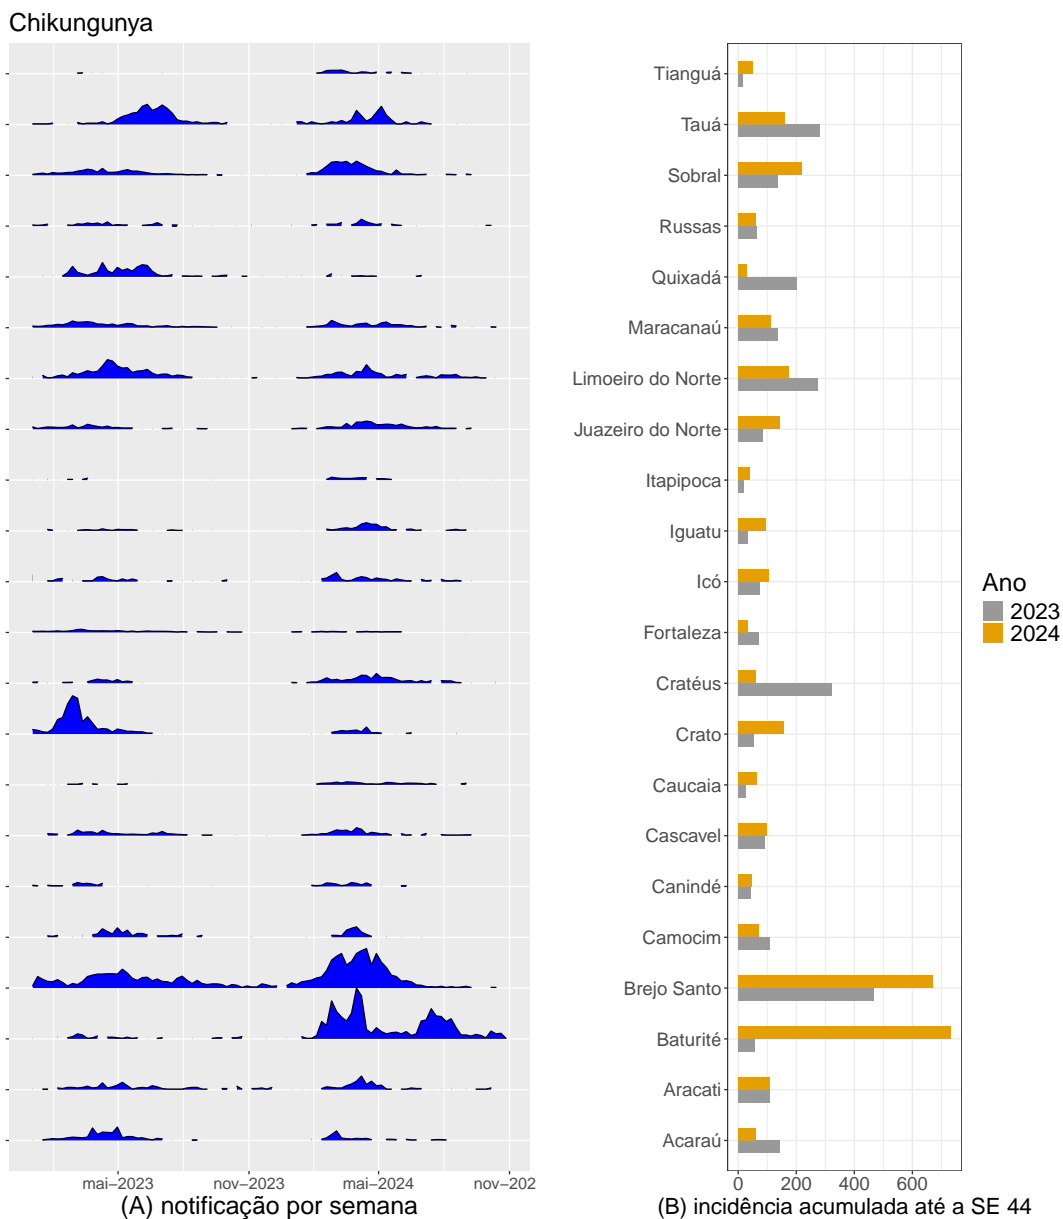 Chikungunya
Tianguá
Tauá
Sobral
Russas
Quixadá
Maracanaú
Limoeiro do Norte
Juazeiro do Norte
Itapipoca
Iguatu
Icó
Fortaleza
Cratéus
Crato
Caucaia
Cascavel
Canindé
Camocim
Brejo Santo
Baturité
Aracati
Acaraú
Ano
2023
2024
mai–2023 nov–2023 mai–2024 nov–202
0 200 400 600
(A) notificação por semana
(B) incidência acumulada até a SE 44